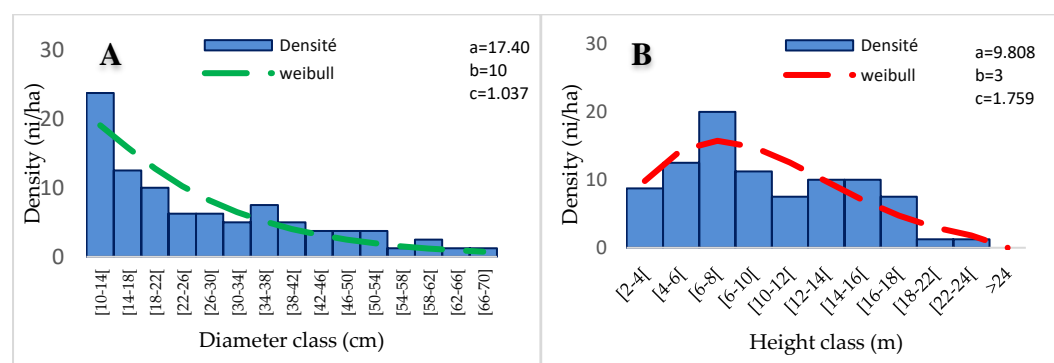 A
Densité
weibull
a=17.40
b=10
c=1.037
Density (ni/ha)
30
20
10
0
[10-14[
[14-18[
[18-22[
[22-26[
[26-30[
[30-34[
[34-38[
[38-42[
[42-46[
[46-50[
[50-54[
[54-58[
[58-62[
[62-66[
[66-70]
Diameter class (cm)
B
Densité
weibull
a=9.808
b=3
c=1.759
Density (ni/ha)
30
20
10
0
[2-4[
[4-6[
[6-8[
[6-10[
[10-12[
[12-14[
[14-16[
[16-18[
[18-22[
[22-24[
>24
Height class (m)